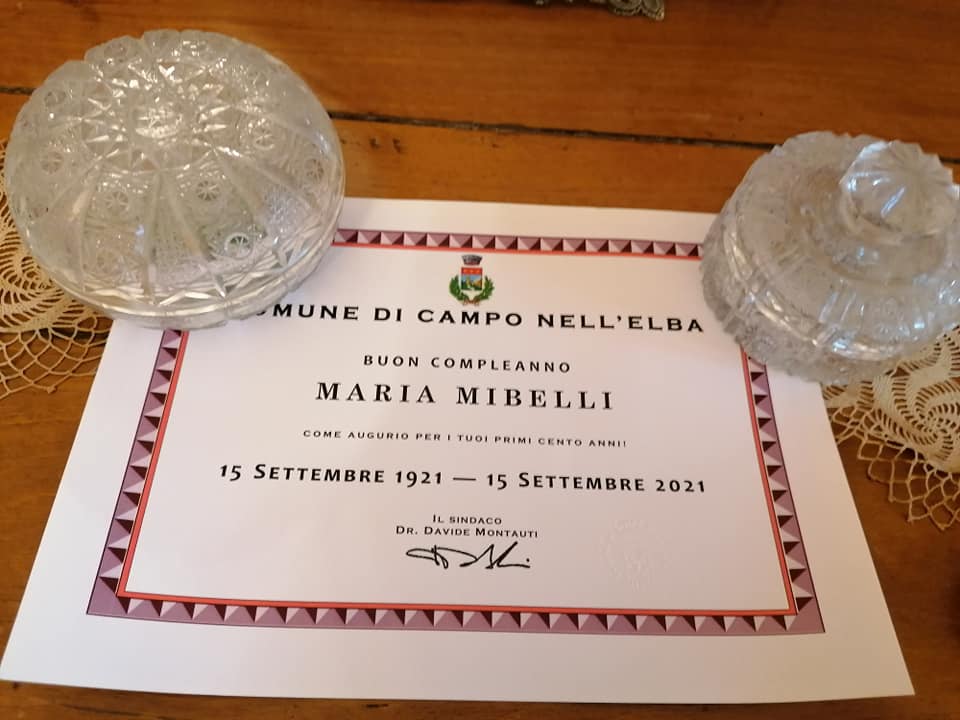 COMUNE DI CAMPO NELL'ELBA
BUON COMPLEANNO
MARIA MIBELLI
COME AUGURIO PER I TUOI PRIMI CENTO ANNI!
15 SETTEMBRE 1921 — 15 SETTEMBRE 2021
IL SINDACO
DR. DAVIDE MONTAUTI